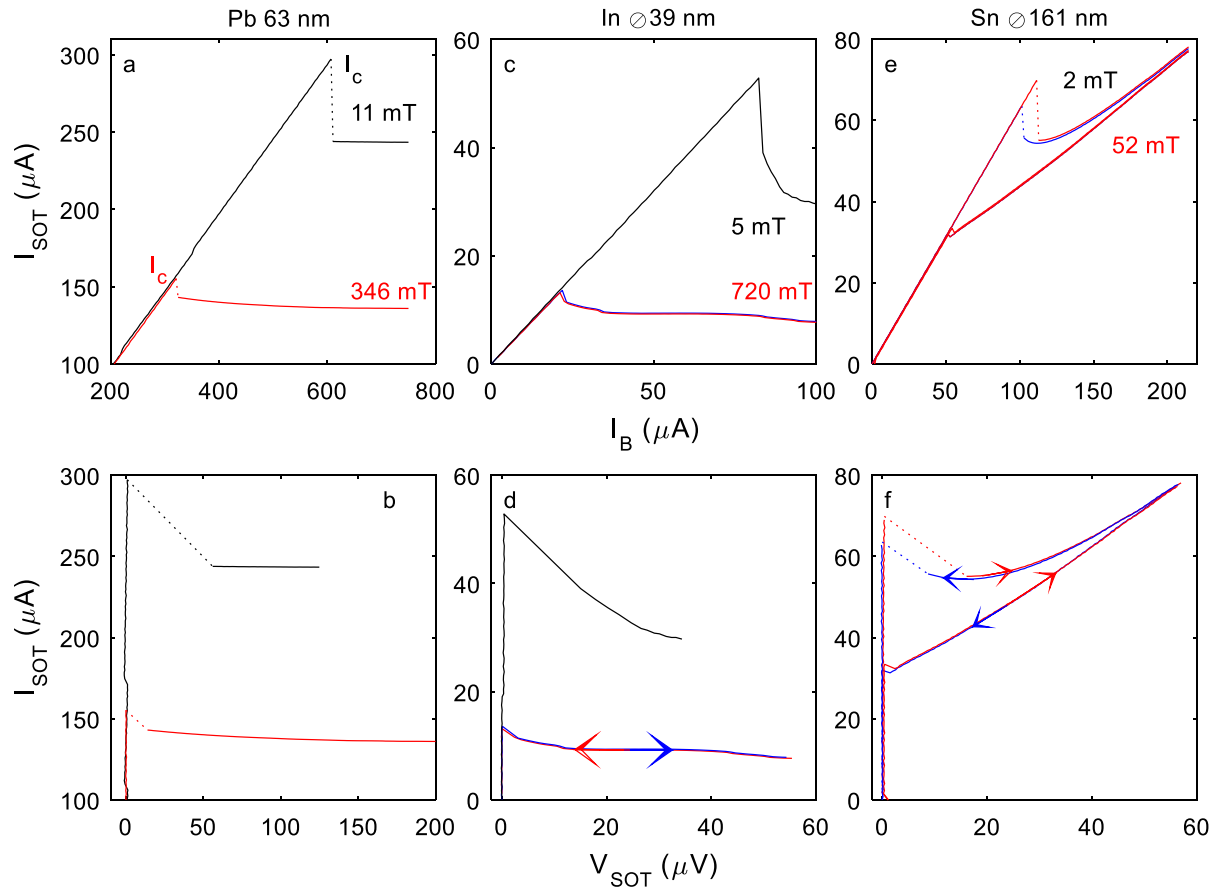 Pb 63 nm
In ∅39 nm
Sn ∅161 nm
a
I_c
11 mT
I_c
346 mT
I_SOT (μA)
300
250
200
150
100
200
400
600
800
c
5 mT
720 mT
60
40
20
0
0
50
100
I_B (μA)
e
2 mT
52 mT
80
60
40
20
0
0
50
100
150
200
b
I_SOT (μA)
300
250
200
150
100
0
50
100
150
200
d
60
40
20
0
0
20
40
60
V_SOT (μV)
f
80
60
40
20
0
0
20
40
60